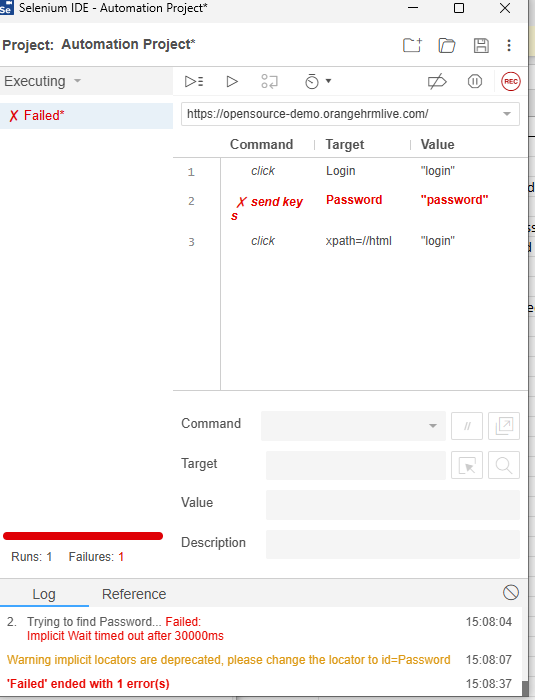 Se Selenium IDE - Automation Project*
Project: Automation Project*
Executing
REC
✗ Failed*
https://opensource-demo.orangehrmlive.com/
Command Target Value
1 click Login "login"
2 ✗ send key Password "password"
s
3 click xpath=//html "login"
Command //
Target
Value
Description
Runs: 1 Failures: 1
Log Reference
2. Trying to find Password... Failed: 15:08:04
Implicit Wait timed out after 30000ms
Warning implicit locators are deprecated, please change the locator to id=Password 15:08:07
'Failed' ended with 1 error(s) 15:08:37